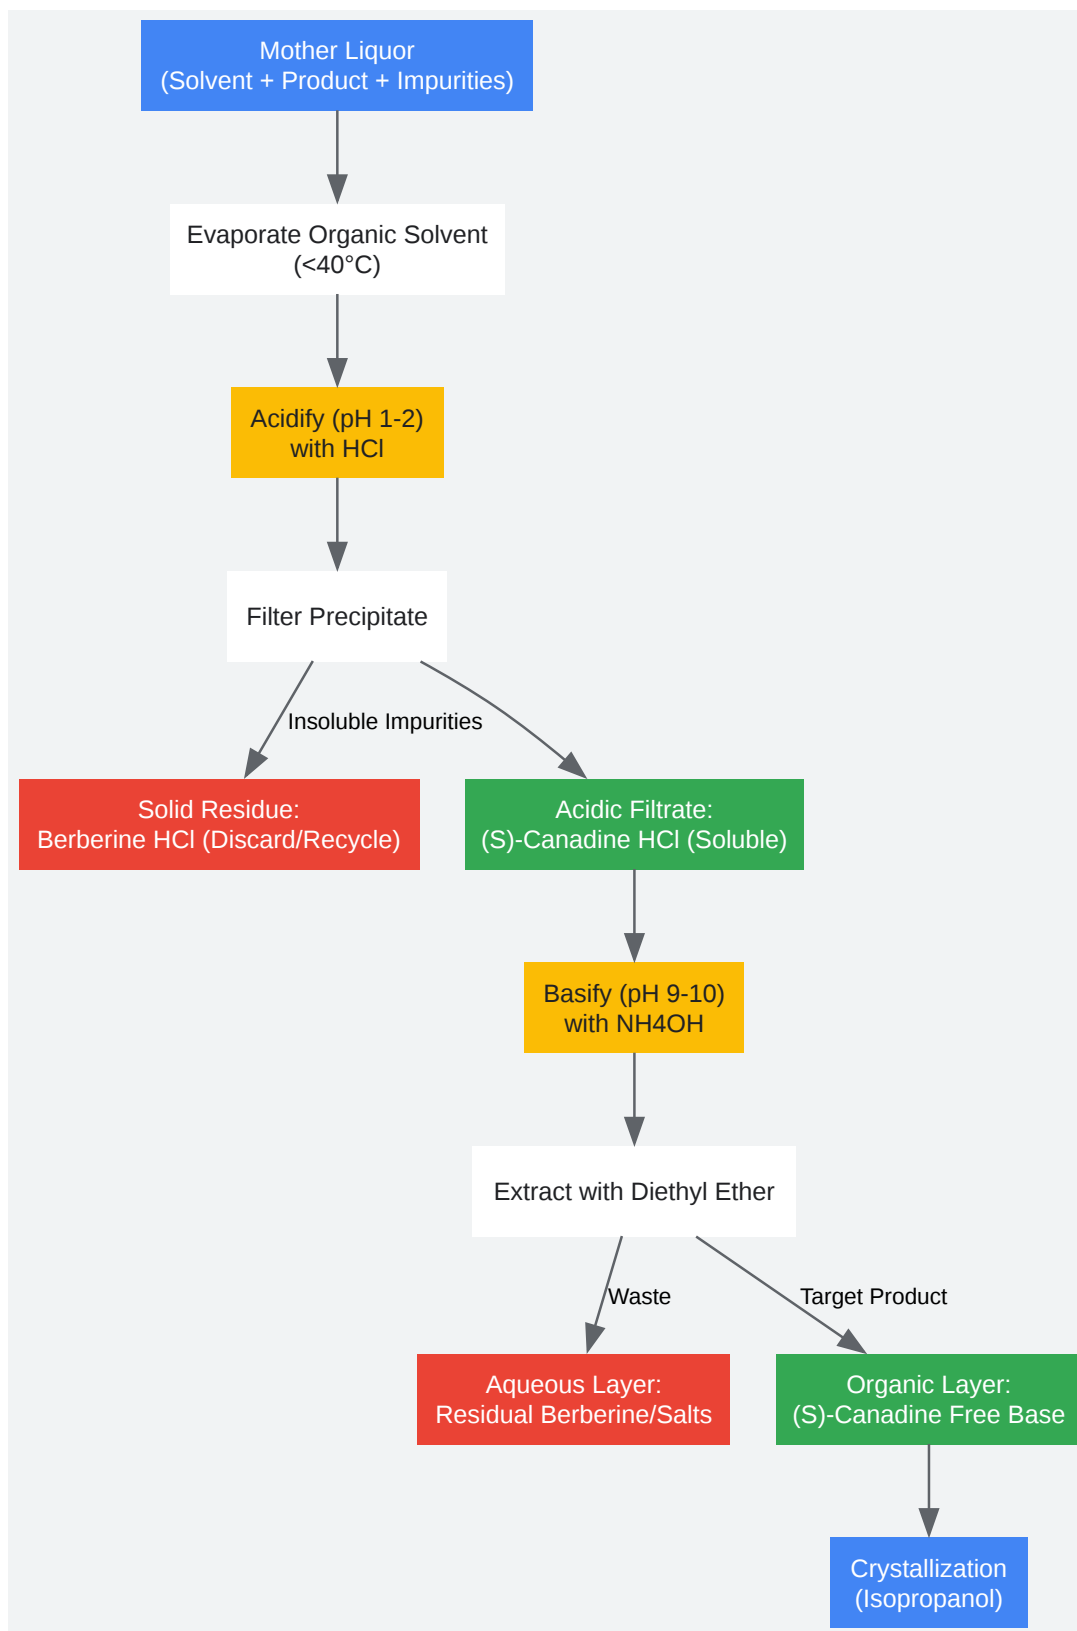 Mother Liquor
(Solvent + Product + Impurities)
Evaporate Organic Solvent
(<40°C)
Acidify (pH 1-2)
with HCl
Filter Precipitate
Insoluble Impurities
Solid Residue:
Berberine HCl (Discard/Recycle)
Acidic Filtrate:
(S)-Canadine HCl (Soluble)
Basify (pH 9-10)
with NH4OH
Extract with Diethyl Ether
Waste
Target Product
Aqueous Layer:
Residual Berberine/Salts
Organic Layer:
(S)-Canadine Free Base
Crystallization
(Isopropanol)